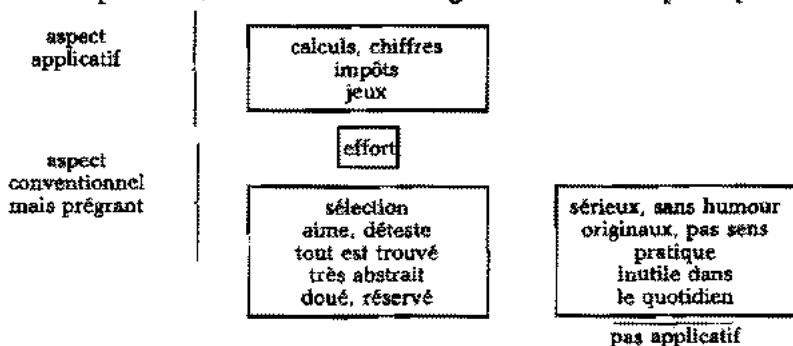 aspect
applicatif
calculs, chiffres
impôts
jeux
effort
aspect
conventionnel
mais prégrant
sélection
aime, déteste
tout est trouvé
très abstrait
doué, réservé
sérieux, sans humour
originaux, pas sens
pratique
inutile dans
le quotidien
pas applicatif